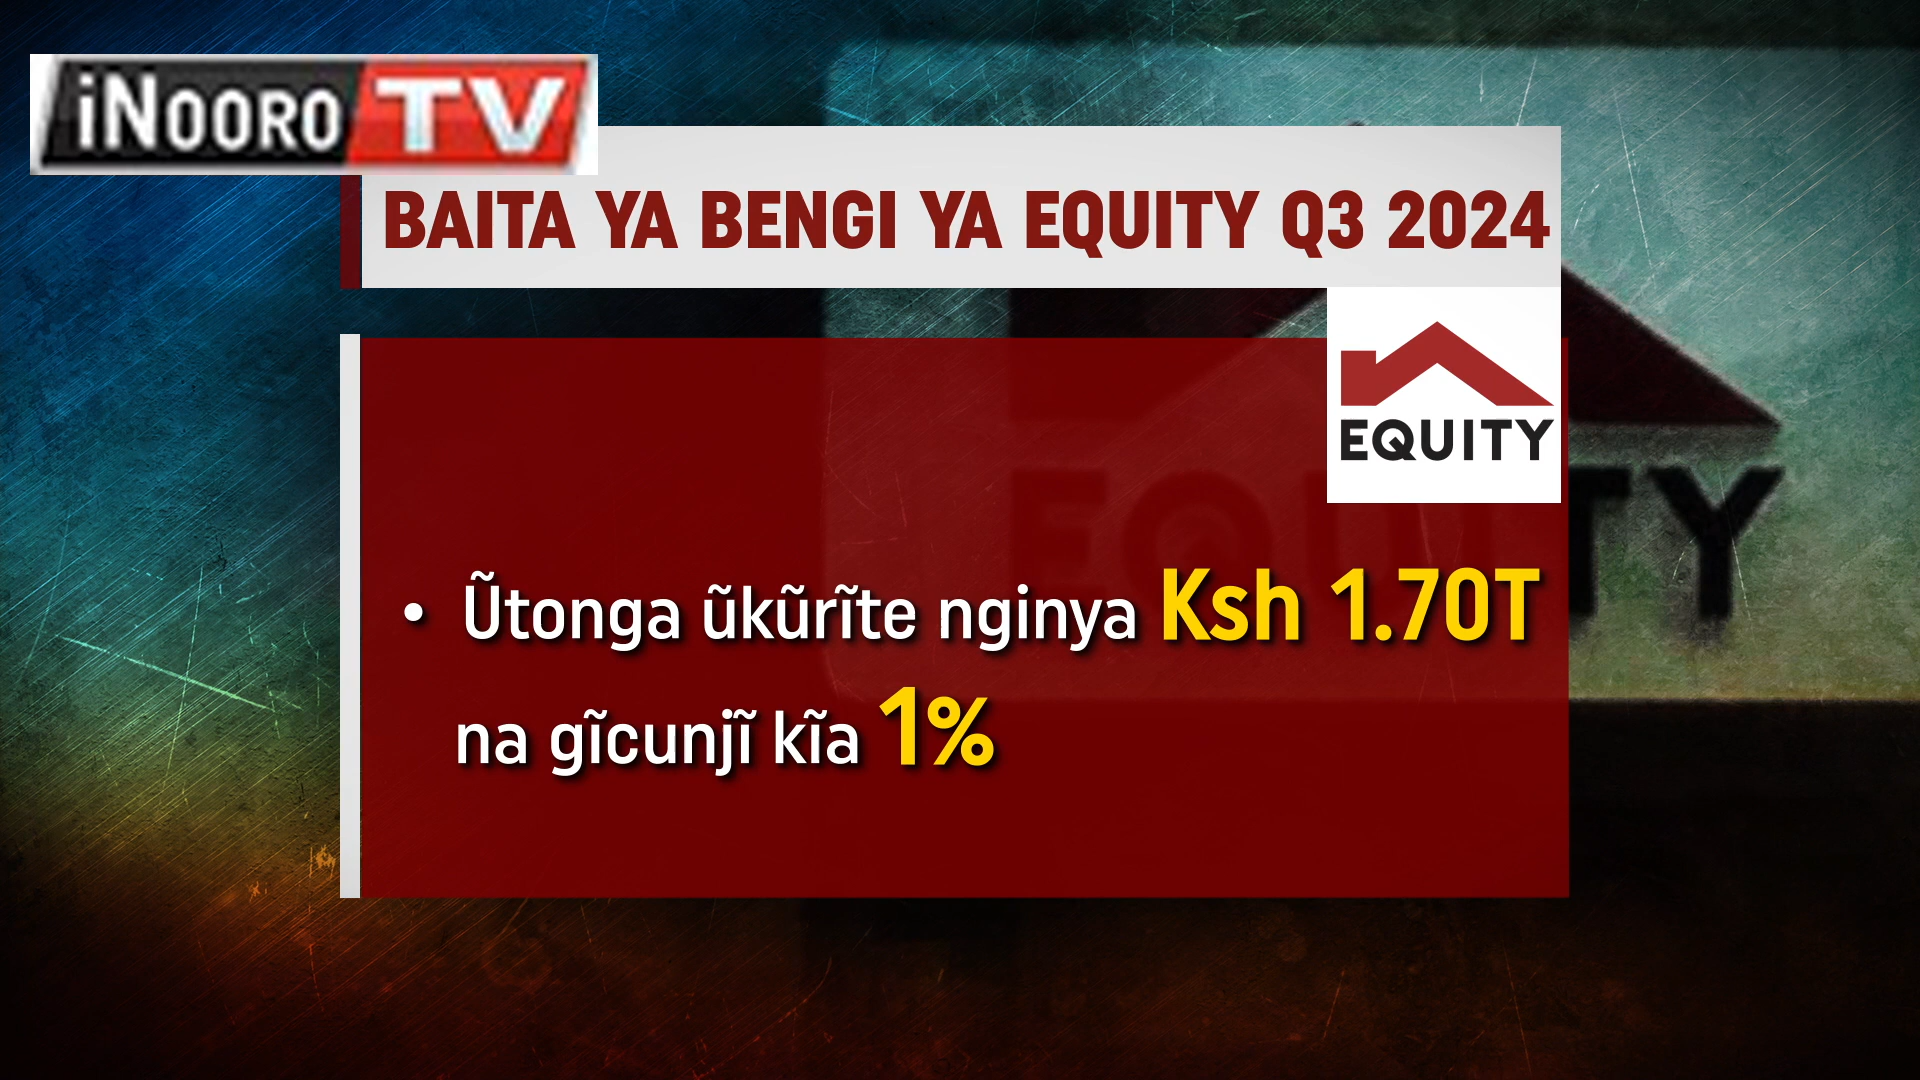 iNOORO TV
BAITA YA BENGI YA EQUITY Q3 2024
EQUITY
EQUITY
• Ũtonga ũkũrĩte nginya Ksh 1.70T
na gĩcunjĩ kĩa 1%